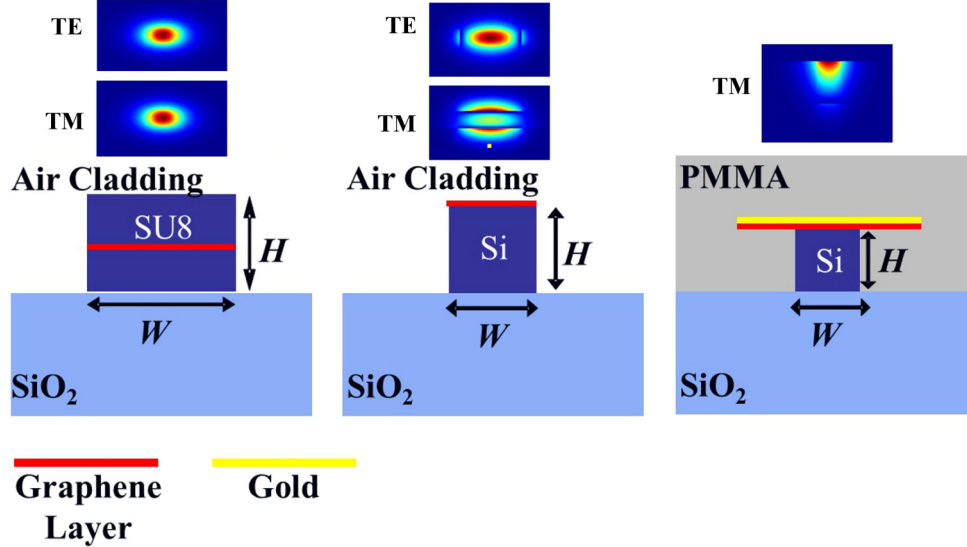 TE
TM
Air Cladding
SU8
H
W
SiO2
TE
TM
Air Cladding
Si
H
W
SiO2
TM
PMMA
Si
H
W
SiO2
Graphene
Layer
Gold